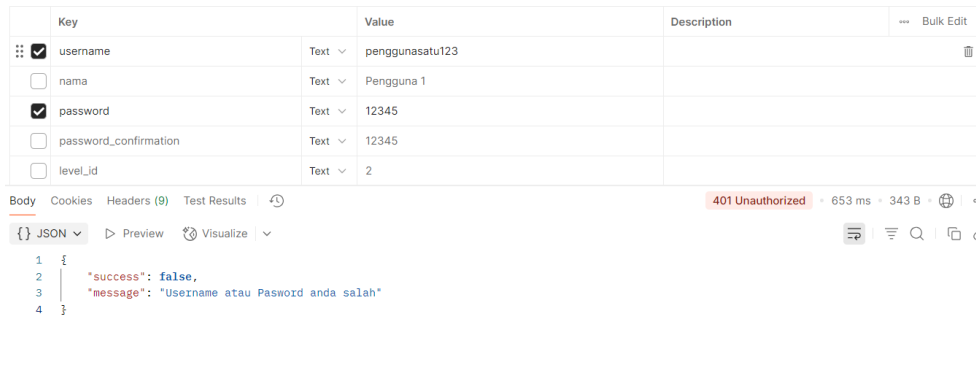 Key Value Description ••• Bulk Edit
username Text penggunasatu123
nama Text Pengguna 1
password Text 12345
password_confirmation Text 12345
level_id Text 2
Body Cookies Headers (9) Test Results 401 Unauthorized • 653 ms • 343 B •
{} JSON Preview Visualize
1 {
2 "success": false,
3 "message": "Username atau Pasword anda salah"
4 }